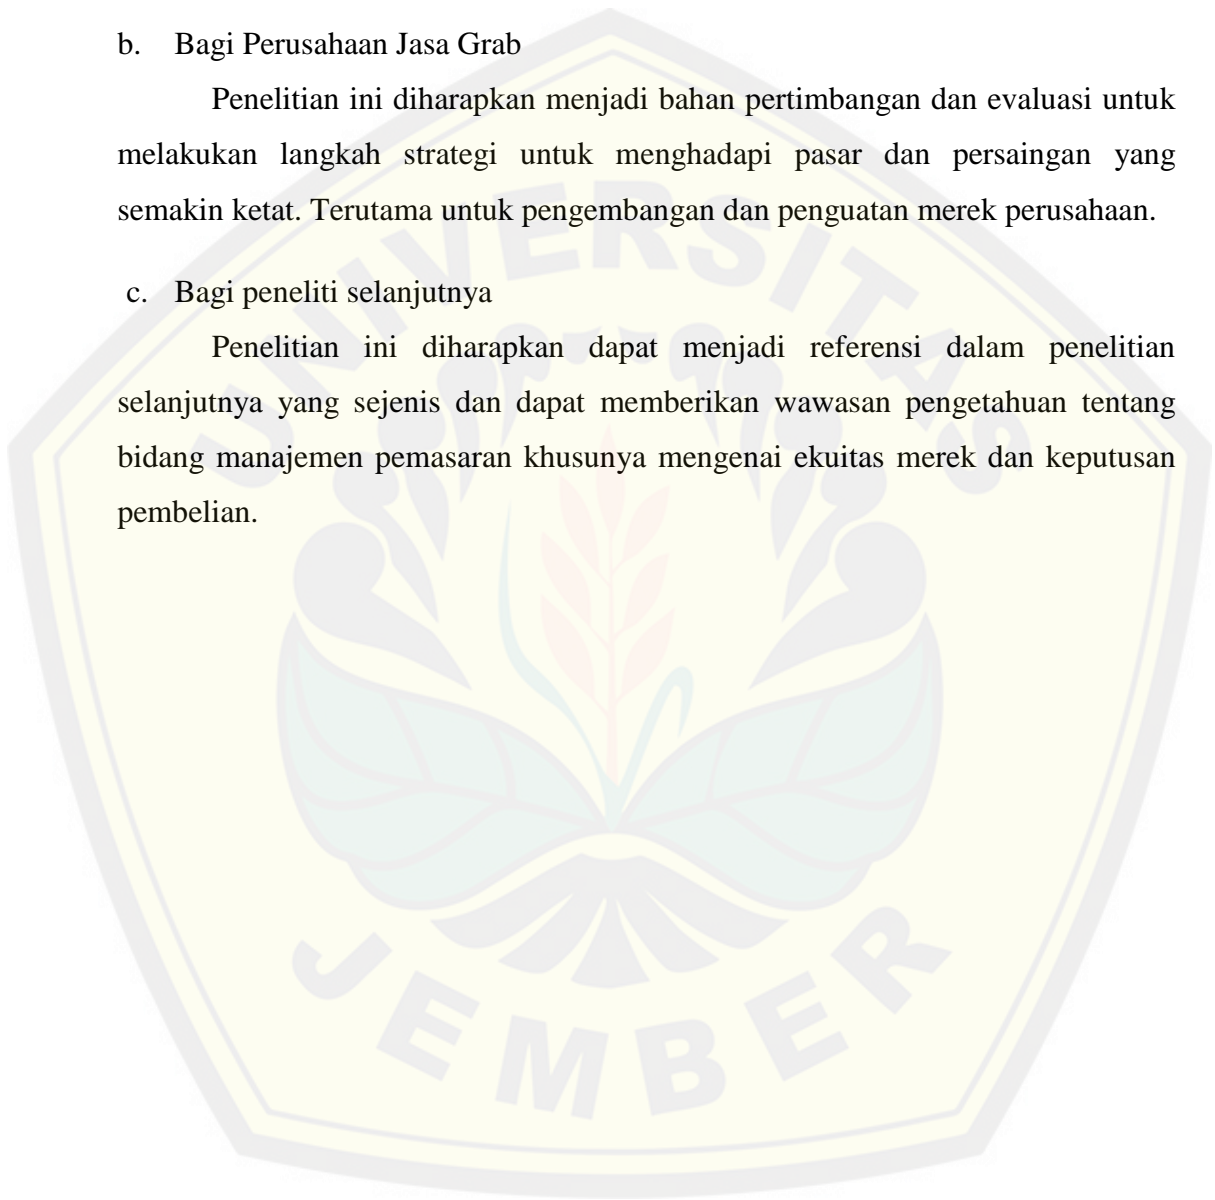 b. Bagi Perusahaan Jasa Grab
Penelitian ini diharapkan menjadi bahan pertimbangan dan evaluasi untuk
melakukan langkah strategi untuk menghadapi pasar dan persaingan yang
semakin ketat. Terutama untuk pengembangan dan penguatan merek perusahaan.
c. Bagi peneliti selanjutnya
Penelitian ini diharapkan dapat menjadi referensi dalam penelitian
selanjutnya yang sejenis dan dapat memberikan wawasan pengetahuan tentang
bidang manajemen pemasaran khusunya mengenai ekuitas merek dan keputusan
pembelian.
UNIVERSITAS
JEMBER